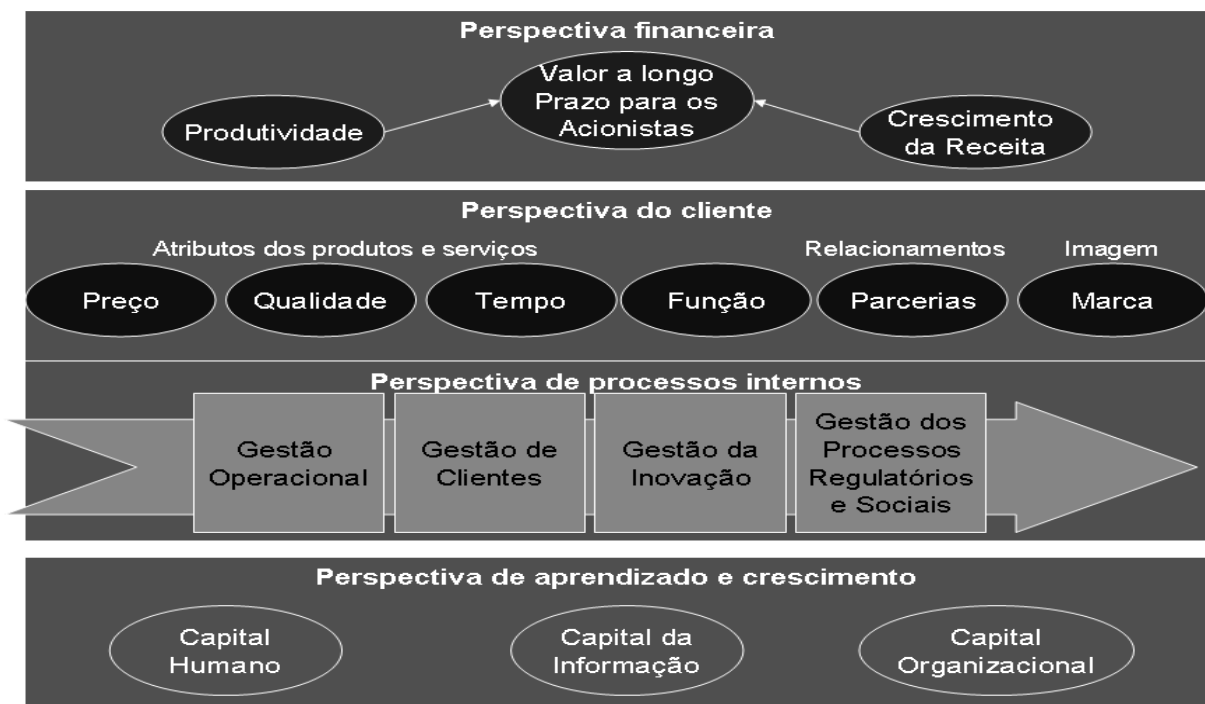 Perspectiva financeira
Valor a longo
Prazo para os
Acionistas
Produtividade
Crescimento
da Receita
Perspectiva do cliente
Atributos dos produtos e serviços
Relacionamentos
Imagem
Preço
Qualidade
Tempo
Função
Parcerias
Marca
Perspectiva de processos internos
Gestão
Operacional
Gestão de
Clientes
Gestão da
Inovação
Gestão dos
Processos
Regulatórios
e Sociais
Perspectiva de aprendizado e crescimento
Capital
Humano
Capital da
Informação
Capital
Organizacional